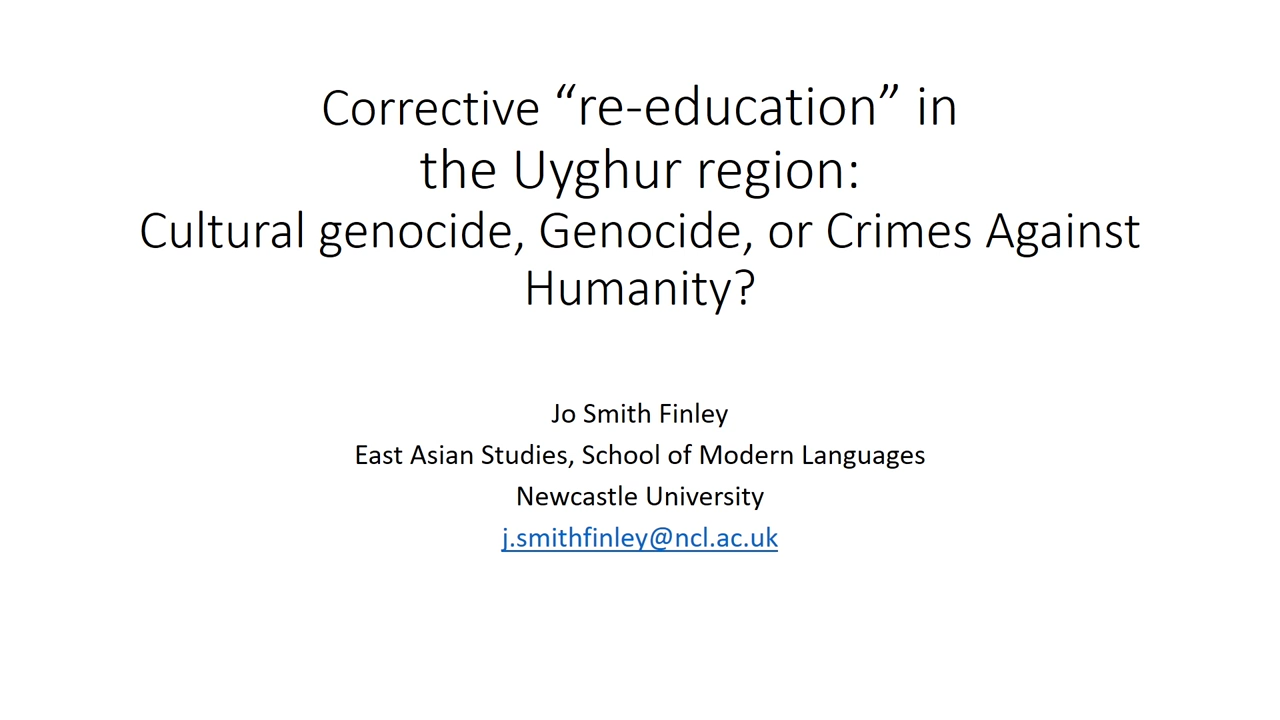 Corrective “re-education” in
the Uyghur region:
Cultural genocide, Genocide, or Crimes Against
Humanity?
Jo Smith Finley
East Asian Studies, School of Modern Languages
Newcastle University
j.smithfinley@ncl.ac.uk